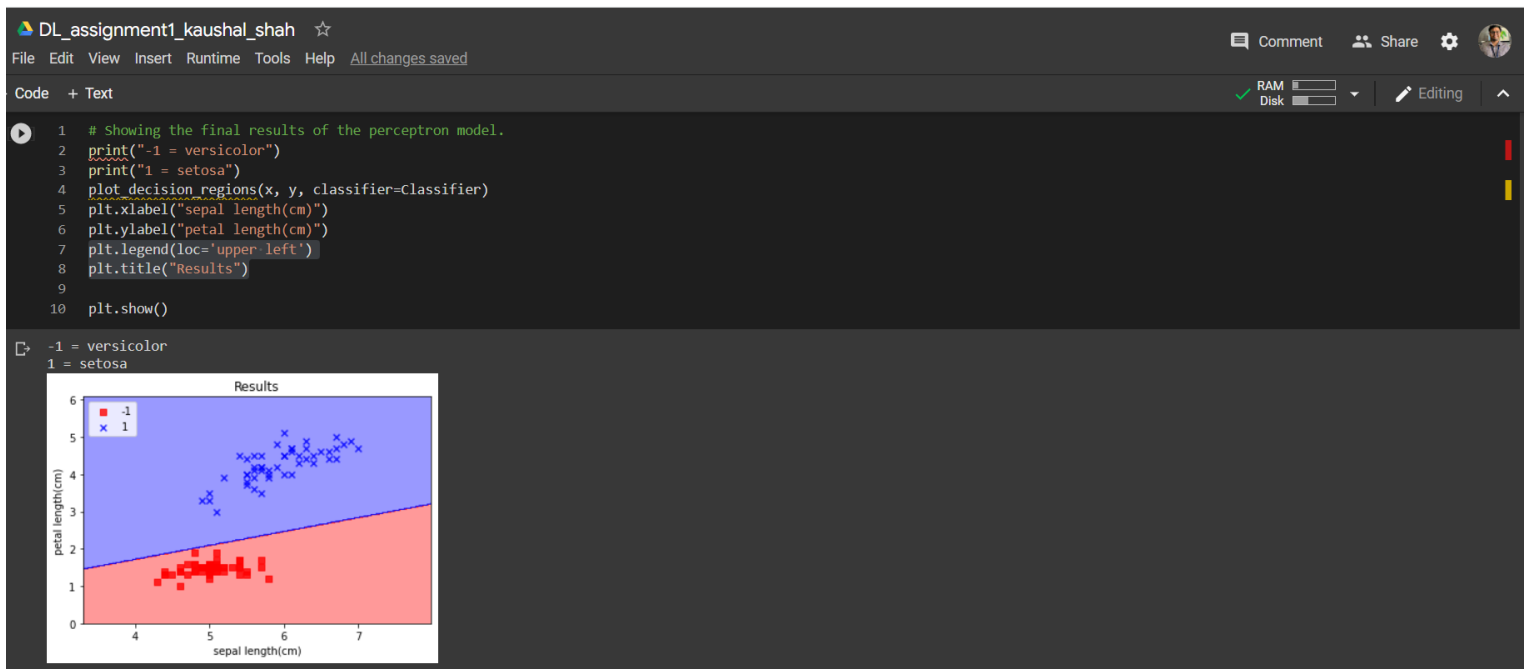 DL_assignment1_kaushal_shah
Comment
Share
File Edit View Insert Runtime Tools Help All changes saved
Code + Text
RAM
Disk
Editing
1 # Showing the final results of the perceptron model.
2 print("-1 = versicolor")
3 print("1 = setosa")
4 plot_decision_regions(x, y, classifier=Classifier)
5 plt.xlabel("sepal length(cm)")
6 plt.ylabel("petal length(cm)")
7 plt.legend(loc='upper·left')
8 plt.title("Results")
9
10 plt.show()
-1 = versicolor
1 = setosa
Results
-1
1
petal length(cm)
6
5
4
3
2
1
0
4 5 6 7
sepal length(cm)